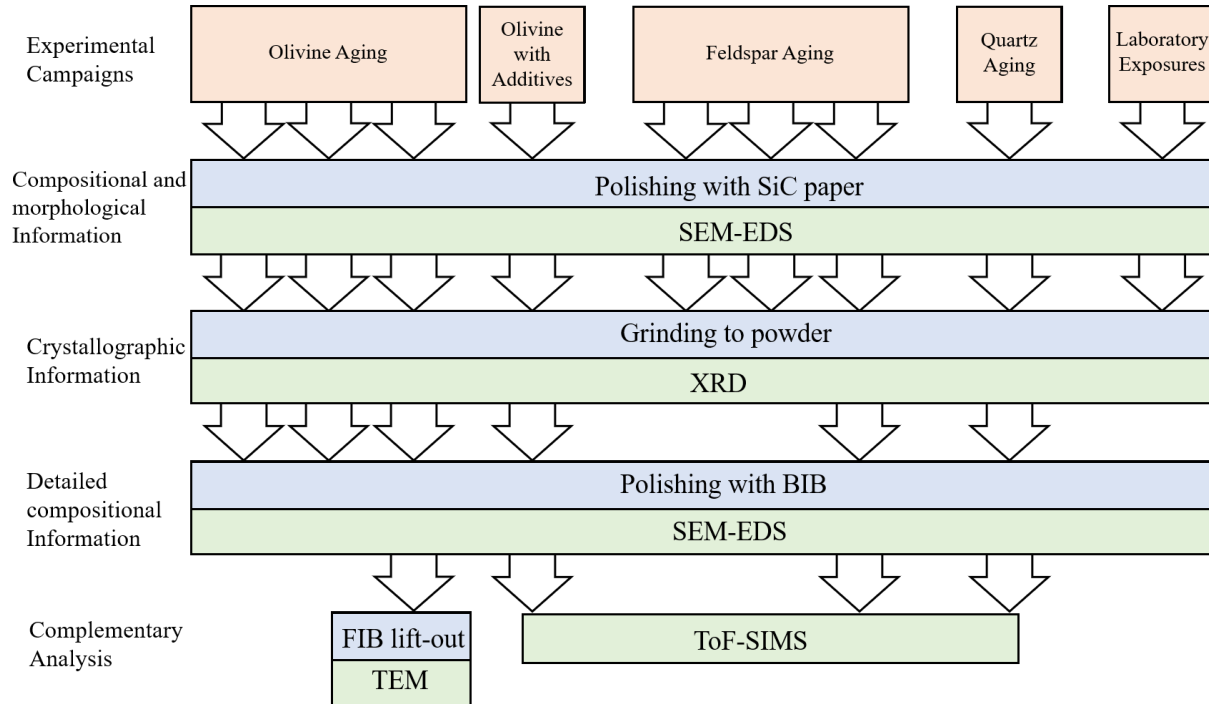 Experimental
Campaigns
Olivine Aging
Olivine
with
Additives
Feldspar Aging
Quartz
Aging
Laboratory
Exposures
Compositional and
morphological
Information
Polishing with SiC paper
SEM-EDS
Crystallographic
Information
Grinding to powder
XRD
Detailed
compositional
Information
Polishing with BIB
SEM-EDS
Complementary
Analysis
FIB lift-out
TEM
ToF-SIMS